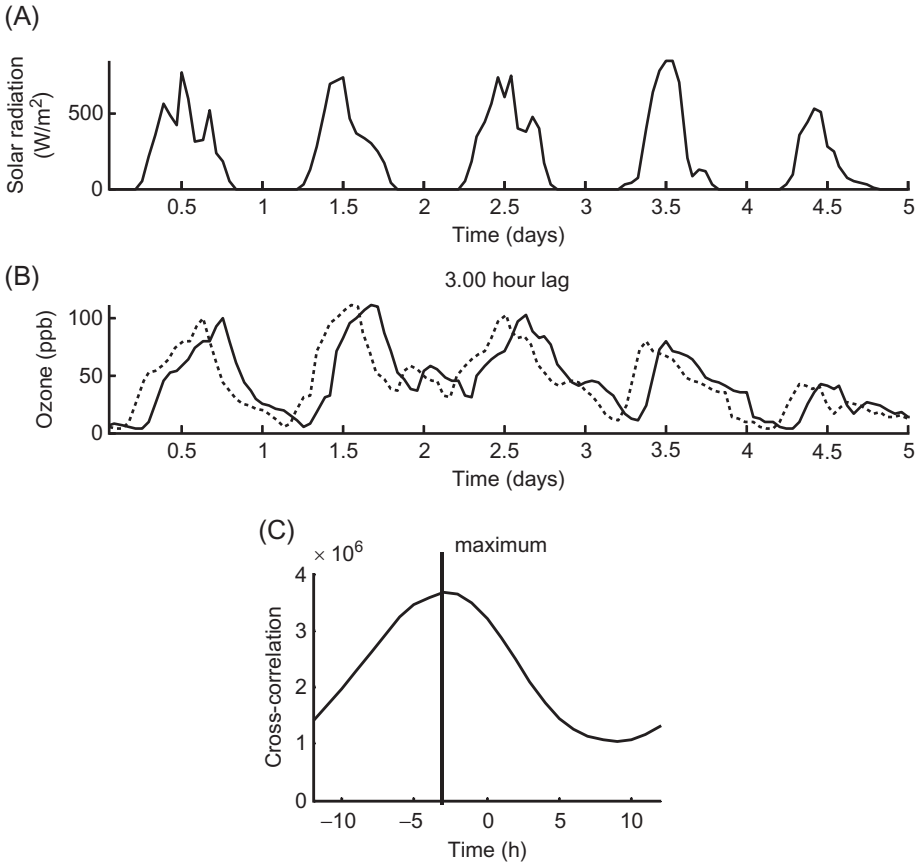 (A)
Solar radiation
(W/m²)
500
0
0.5 1 1.5 2 2.5 3 3.5 4 4.5 5
Time (days)
(B)
3.00 hour lag
Ozone (ppb)
100
50
0
0.5 1 1.5 2 2.5 3 3.5 4 4.5 5
Time (days)
(C)
× 10⁶
maximum
Cross-correlation
4
3
2
1
0
−10 −5 0 5 10
Time (h)